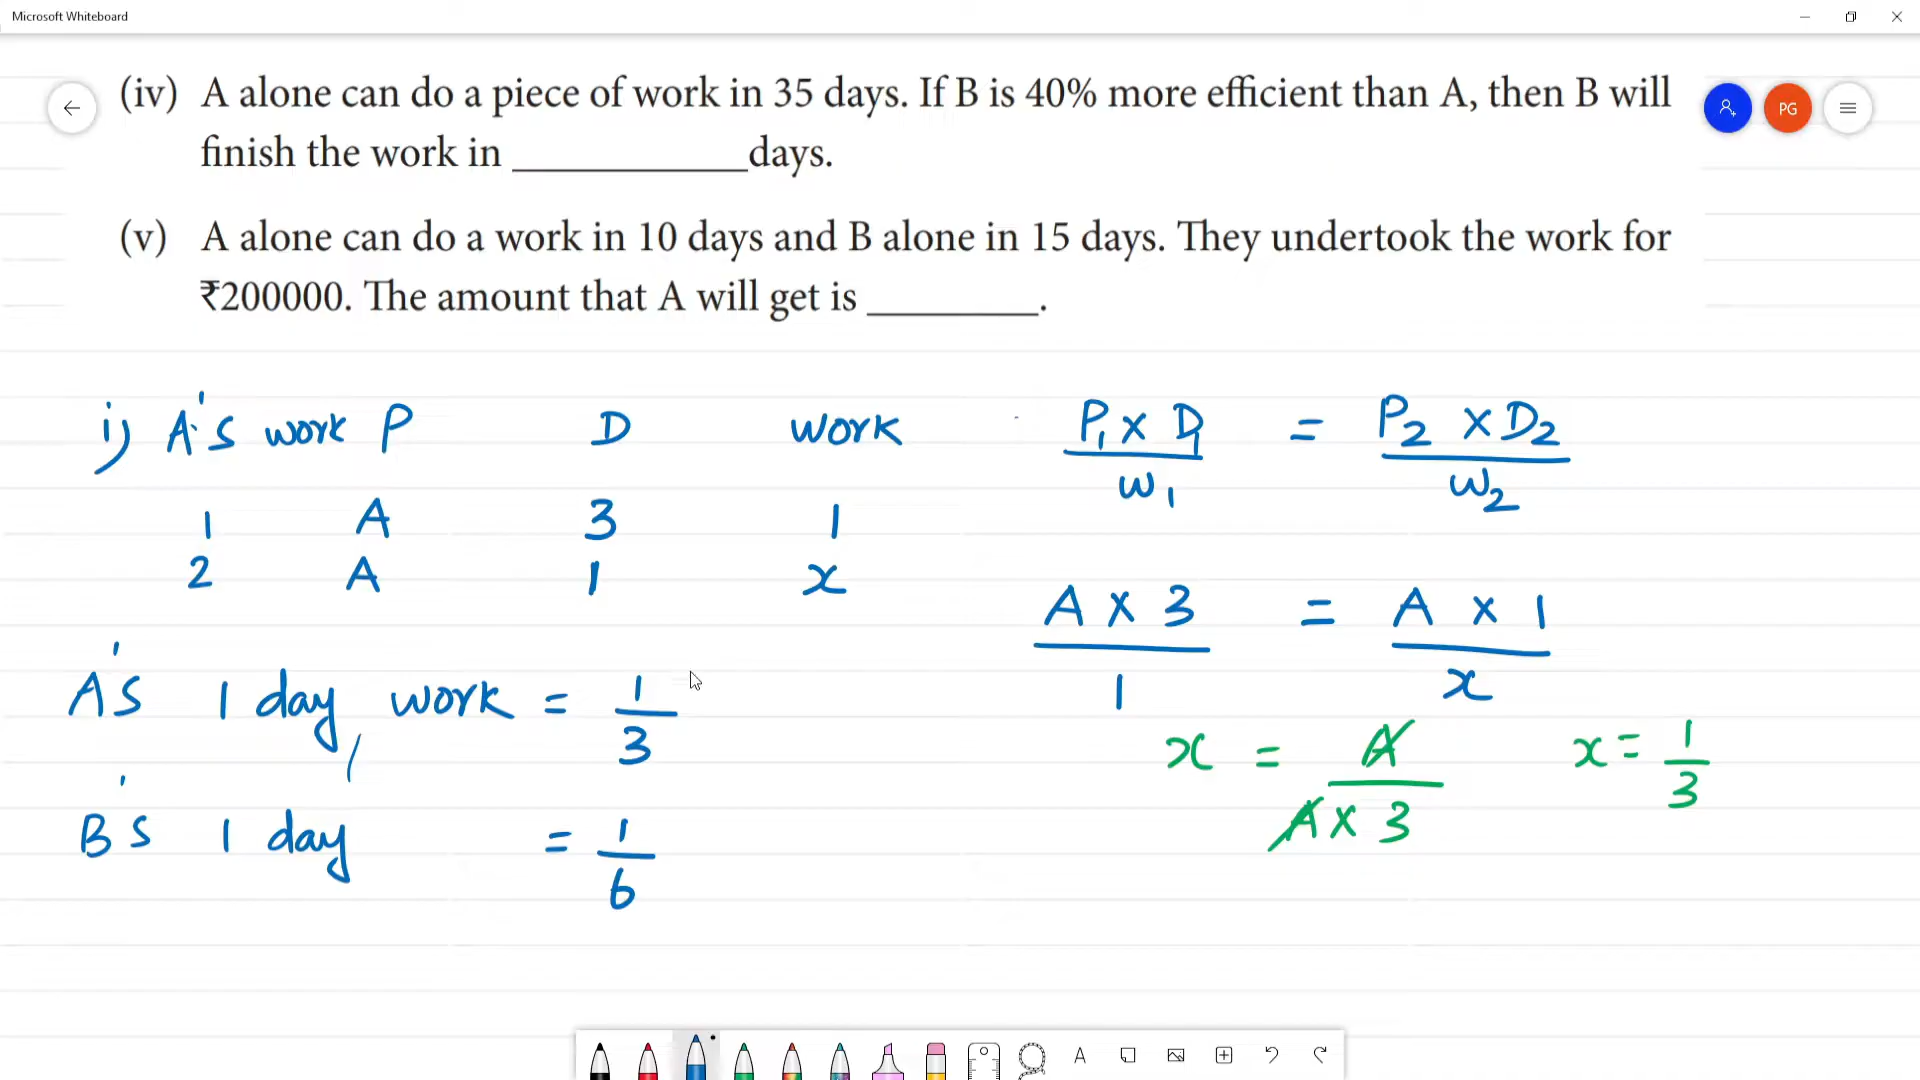 Microsoft Whiteboard
(iv) A alone can do a piece of work in 35 days. If B is 40% more efficient than A, then B will
finish the work in ____________days.
PG
(v) A alone can do a work in 10 days and B alone in 15 days. They undertook the work for
₹200000. The amount that A will get is _________.
i) A's work P D work
1 A 3 1
2 A 1 x
A's 1 day work = 1/3
B's 1 day = 1/6
P₁ × D₁ / w₁ = P₂ × D₂ / w₂
A × 3 / 1 = A × 1 / x
x = A / A × 3 x = 1/3
A